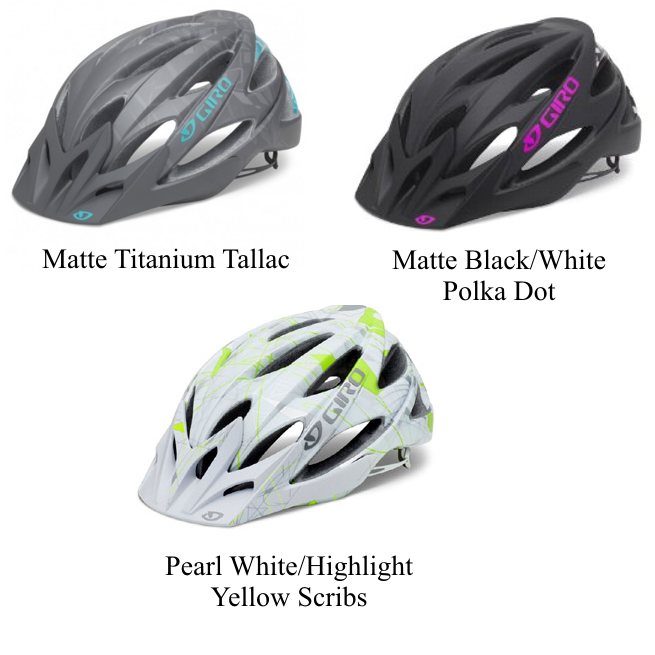 GIRO
GIRO
Matte Titanium Tallac
Matte Black/White
Polka Dot
GIRO
Pearl White/Highlight
Yellow Scribs